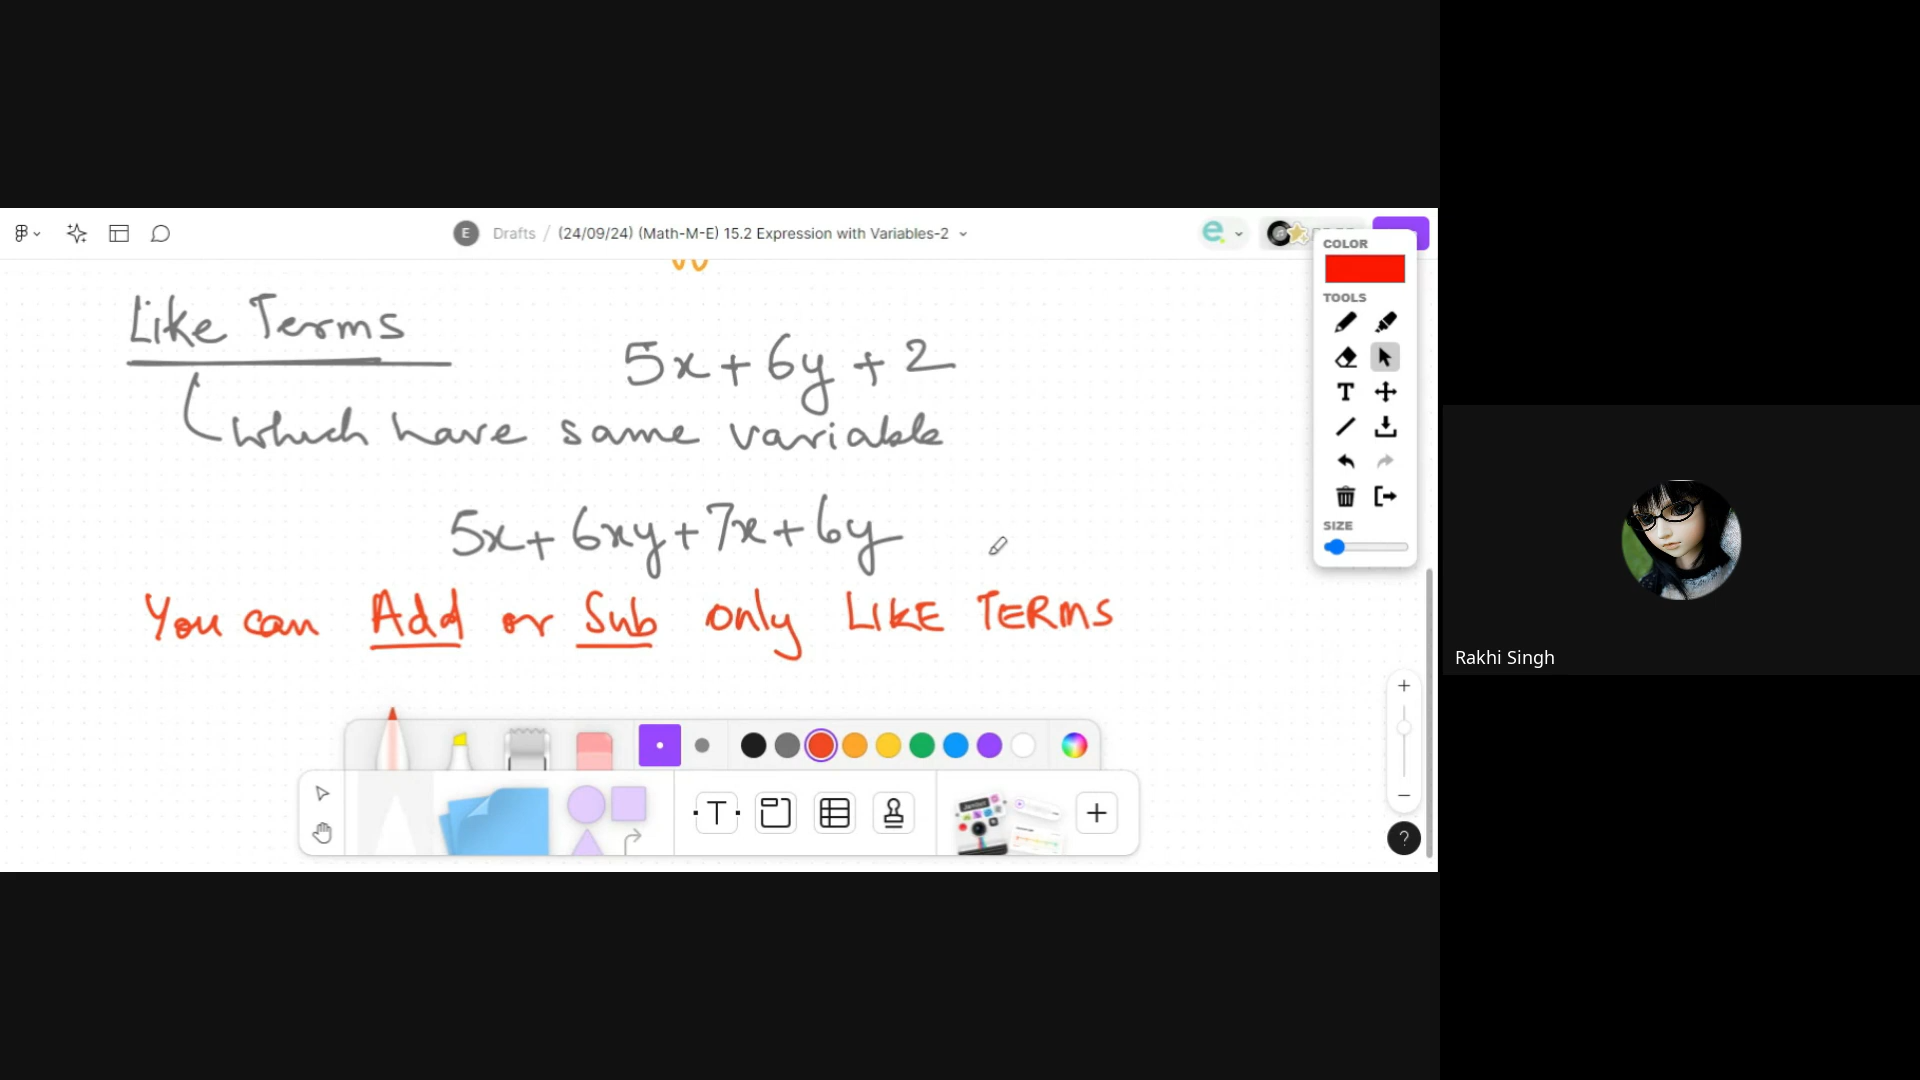 E Drafts / (24/09/24) (Math-M-E) 15.2 Expression with Variables-2
COLOR
TOOLS
T
SIZE
Like Terms
5x + 6y + 2
which have same variable
5x + 6xy + 7x + 6y
You can Add or Sub only LIKE TERMS
T
+
−
?
Rakhi Singh